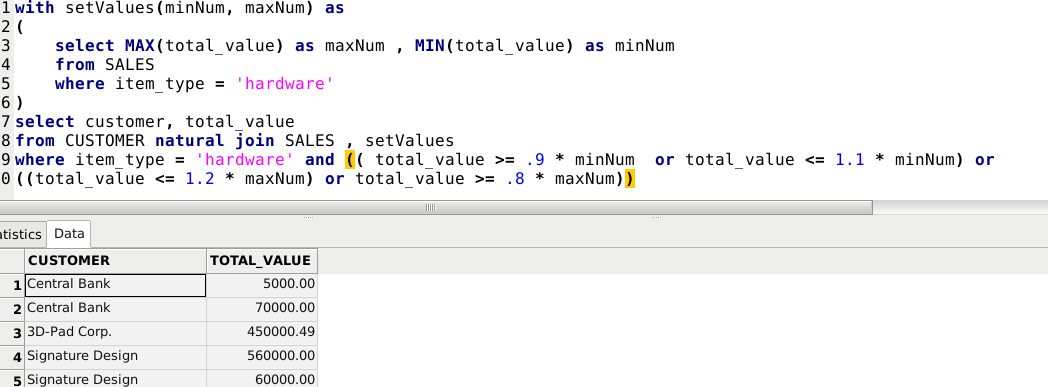 1 with setValues(minNum, maxNum) as
2 (
3 select MAX(total_value) as maxNum , MIN(total_value) as minNum
4 from SALES
5 where item_type = 'hardware'
6 )
7 select customer, total_value
8 from CUSTOMER natural join SALES , setValues
9 where item_type = 'hardware' and (( total_value >= .9 * minNum  or total_value <= 1.1 * minNum) or
0 ((total_value <= 1.2 * maxNum) or total_value >= .8 * maxNum))
atistics Data
CUSTOMER TOTAL_VALUE
1 Central Bank 5000.00
2 Central Bank 70000.00
3 3D-Pad Corp. 450000.49
4 Signature Design 560000.00
5 Signature Design 60000.00